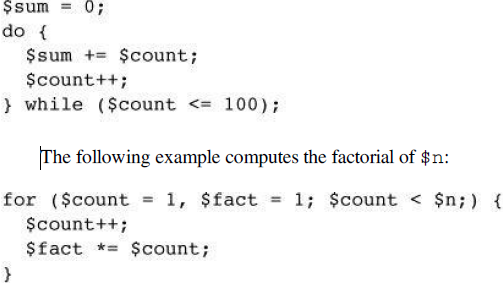 $sum = 0;
do {
  $sum += $count;
  $count++;
} while ($count <= 100);
The following example computes the factorial of $n:
for ($count = 1, $fact = 1; $count < $n;) {
  $count++;
  $fact *= $count;
}